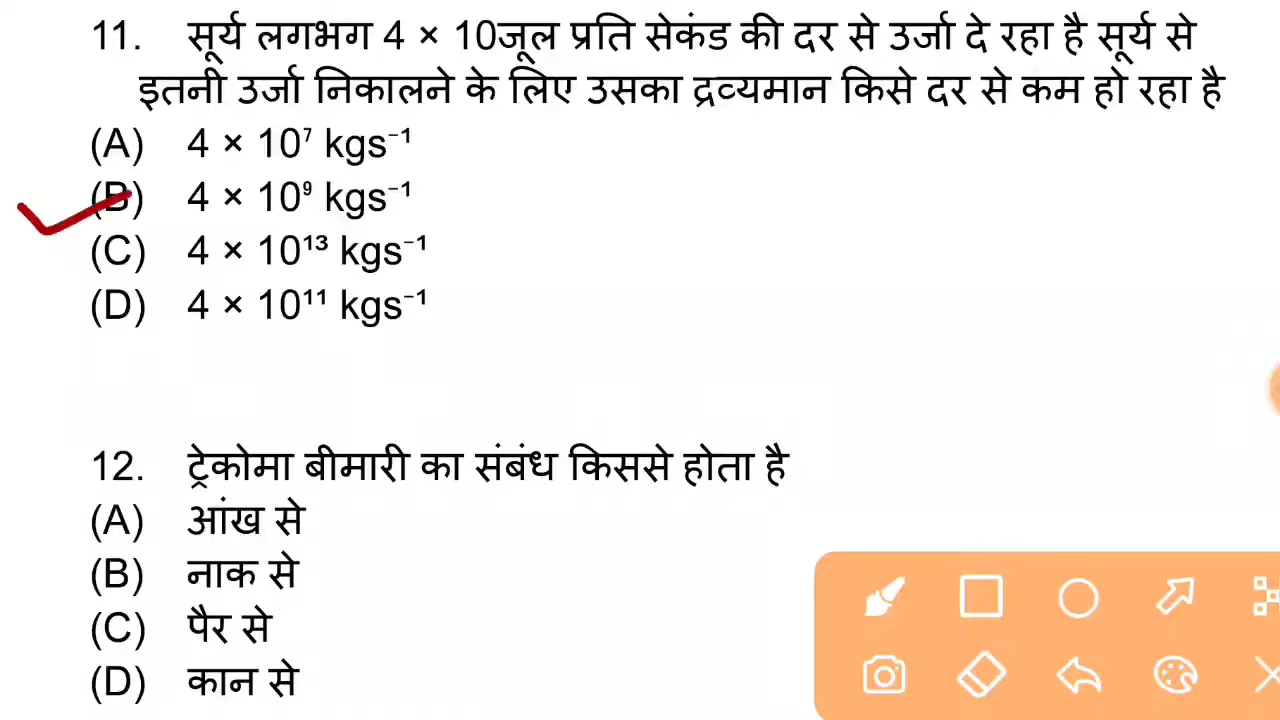 11. सूर्य लगभग 4 × 10जूल प्रति सेकंड की दर से उर्जा दे रहा है सूर्य से
इतनी उर्जा निकालने के लिए उसका द्रव्यमान किसे दर से कम हो रहा है
(A) 4 × 10⁷ kgs⁻¹
(B) 4 × 10⁹ kgs⁻¹
(C) 4 × 10¹³ kgs⁻¹
(D) 4 × 10¹¹ kgs⁻¹
12. ट्रेकोमा बीमारी का संबंध किससे होता है
(A) आंख से
(B) नाक से
(C) पैर से
(D) कान से